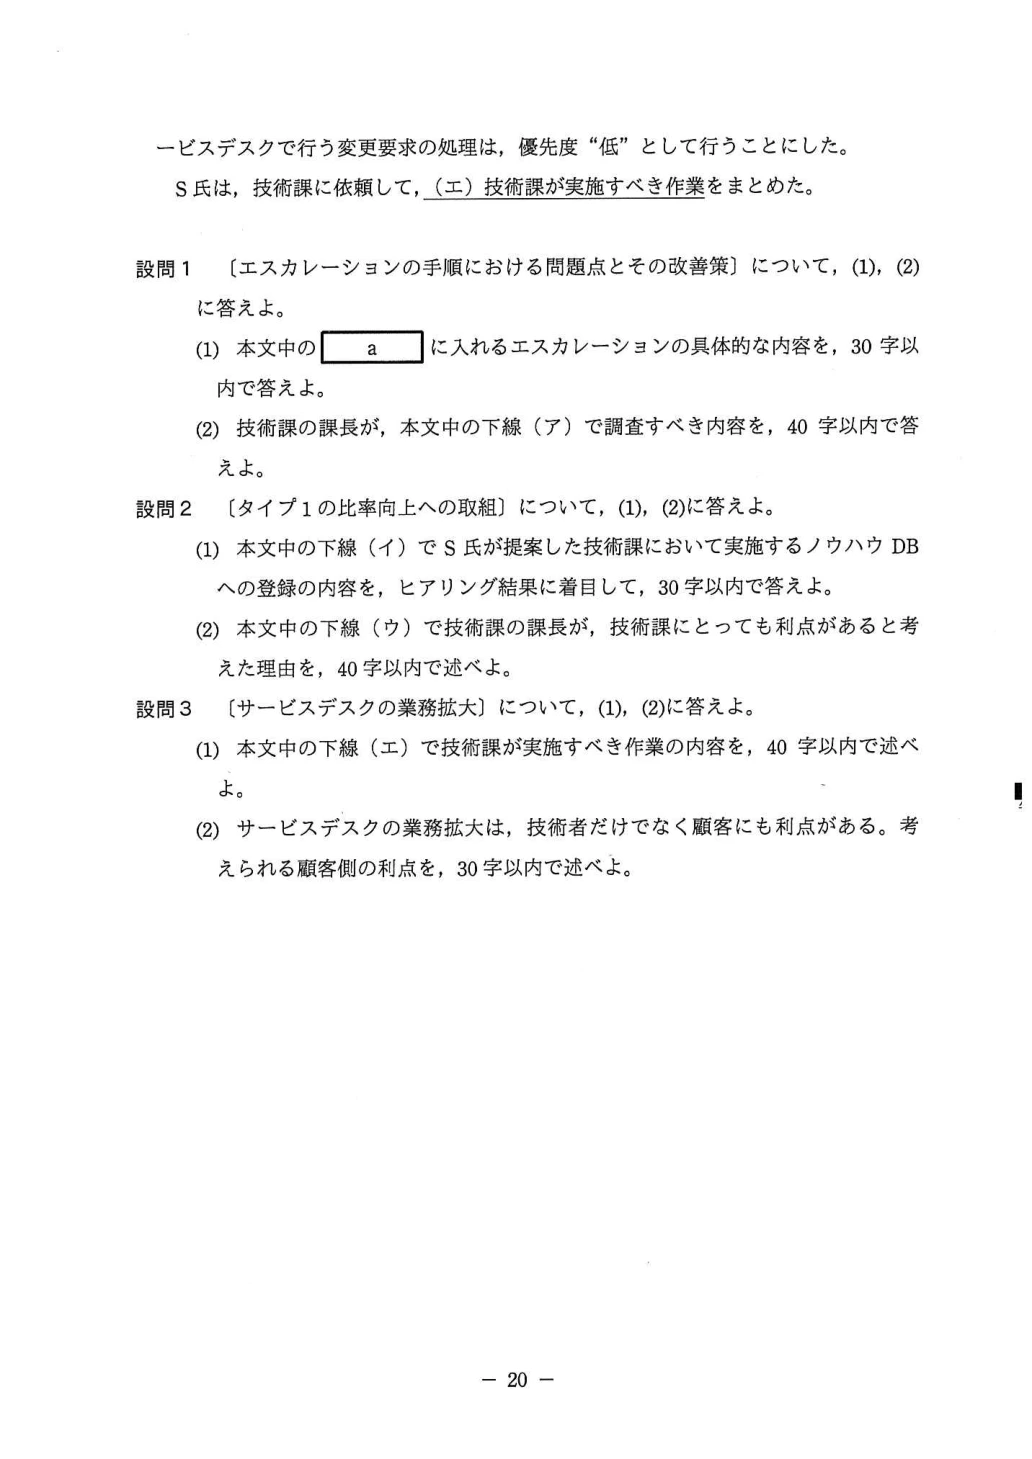 ービスデスクで行う変更要求の処理は，優先度“低”として行うことにした。
S氏は，技術課に依頼して，（エ）技術課が実施すべき作業をまとめた。
設問1　〔エスカレーションの手順における問題点とその改善策〕について，(1)，(2)
に答えよ。
(1) 本文中の a に入れるエスカレーションの具体的な内容を，30 字以
内で答えよ。
(2) 技術課の課長が，本文中の下線（ア）で調査すべき内容を，40 字以内で答
えよ。
設問2　〔タイプ1の比率向上への取組〕について，(1)，(2)に答えよ。
(1) 本文中の下線（イ）でS氏が提案した技術課において実施するノウハウDB
への登録の内容を，ヒアリング結果に着目して，30字以内で答えよ。
(2) 本文中の下線（ウ）で技術課の課長が，技術課にとっても利点があると考
えた理由を，40字以内で述べよ。
設問3　〔サービスデスクの業務拡大〕について，(1)，(2)に答えよ。
(1) 本文中の下線（エ）で技術課が実施すべき作業の内容を，40 字以内で述べ
よ。
(2) サービスデスクの業務拡大は，技術者だけでなく顧客にも利点がある。考
えられる顧客側の利点を，30字以内で述べよ。
－ 20 －